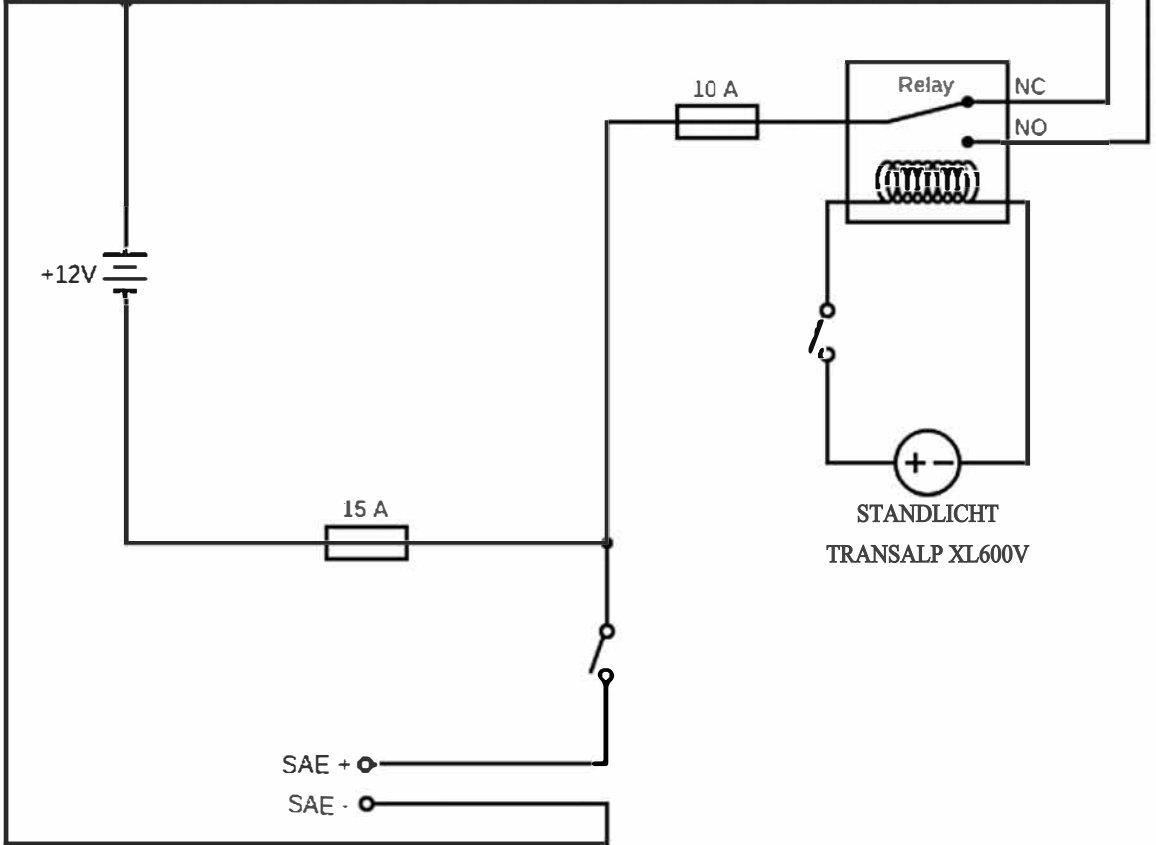 10 A
Relay
NC
NO
+12V
15 A
STANDLICHT
TRANSALP XL600V
SAE +
SAE -